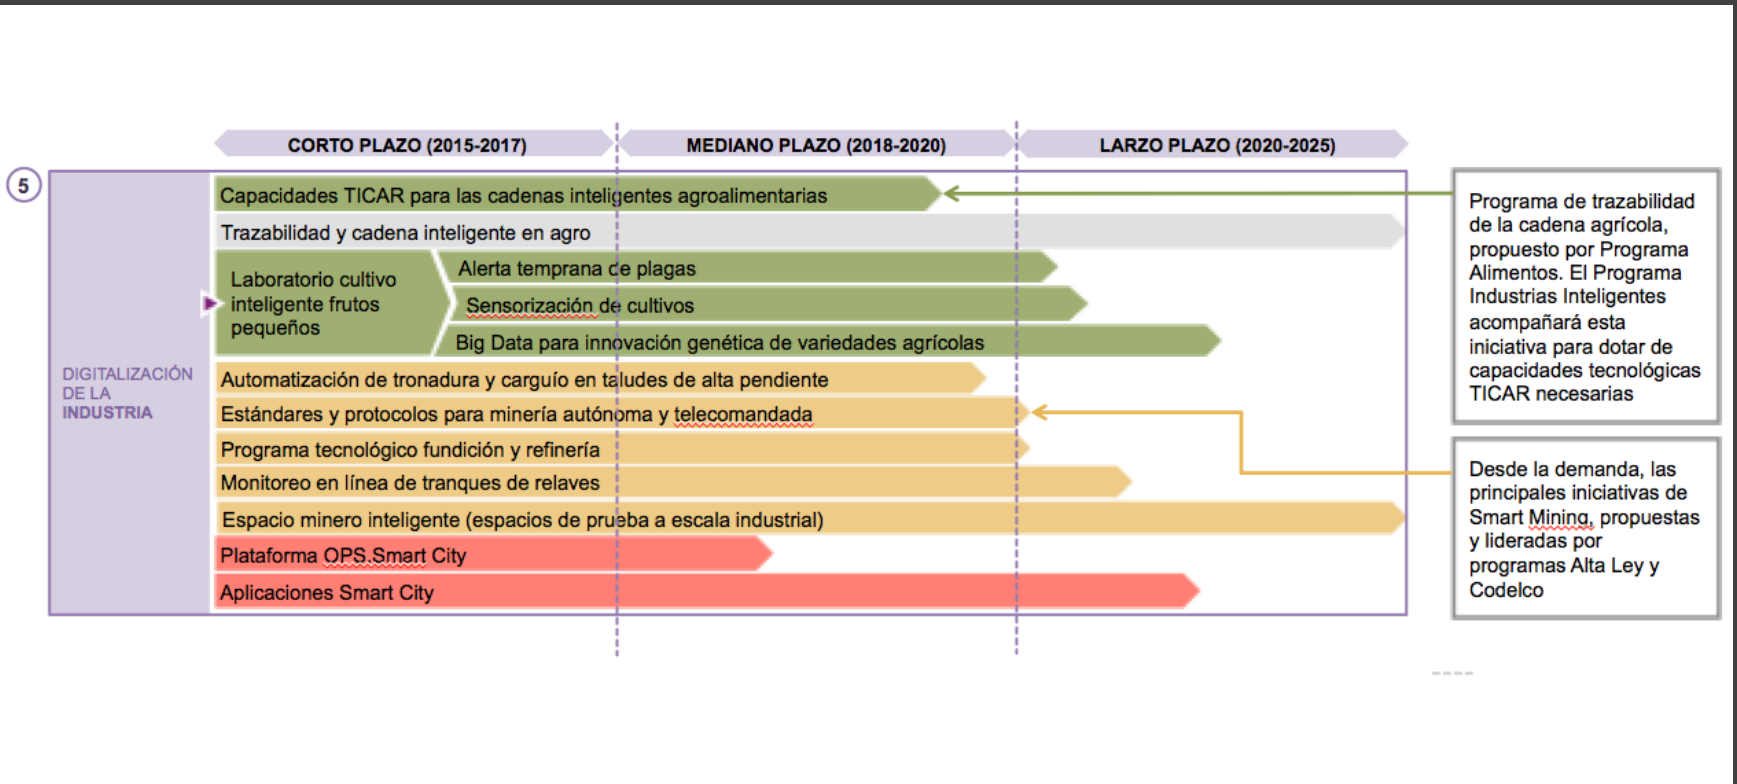 CORTO PLAZO (2015-2017)
MEDIANO PLAZO (2018-2020)
LARZO PLAZO (2020-2025)
5
DIGITALIZACIÓN
DE LA
INDUSTRIA
Capacidades TICAR para las cadenas inteligentes agroalimentarias
Trazabilidad y cadena inteligente en agro
Laboratorio cultivo
inteligente frutos
pequeños
Alerta temprana de plagas
Sensorización de cultivos
Big Data para innovación genética de variedades agrícolas
Automatización de tronadura y carguío en taludes de alta pendiente
Estándares y protocolos para minería autónoma y telecomandada
Programa tecnológico fundición y refinería
Monitoreo en línea de tranques de relaves
Espacio minero inteligente (espacios de prueba a escala industrial)
Plataforma OPS.Smart City
Aplicaciones Smart City
Programa de trazabilidad
de la cadena agrícola,
propuesto por Programa
Alimentos. El Programa
Industrias Inteligentes
acompañará esta
iniciativa para dotar de
capacidades tecnológicas
TICAR necesarias
Desde la demanda, las
principales iniciativas de
Smart Mining, propuestas
y lideradas por
programas Alta Ley y
Codelco